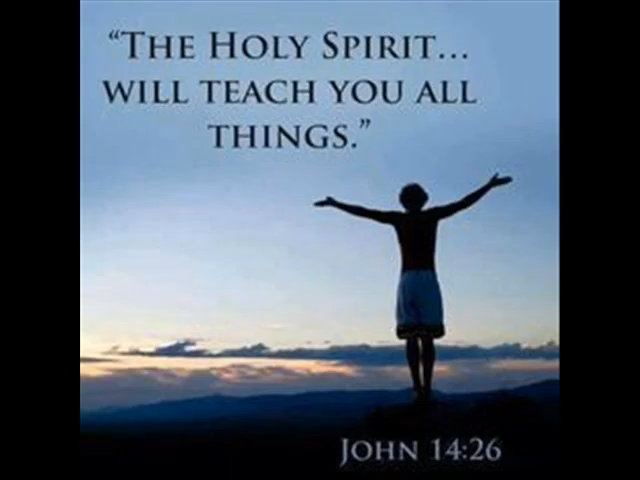 “The Holy Spirit...
will teach you all
things.”
John 14:26